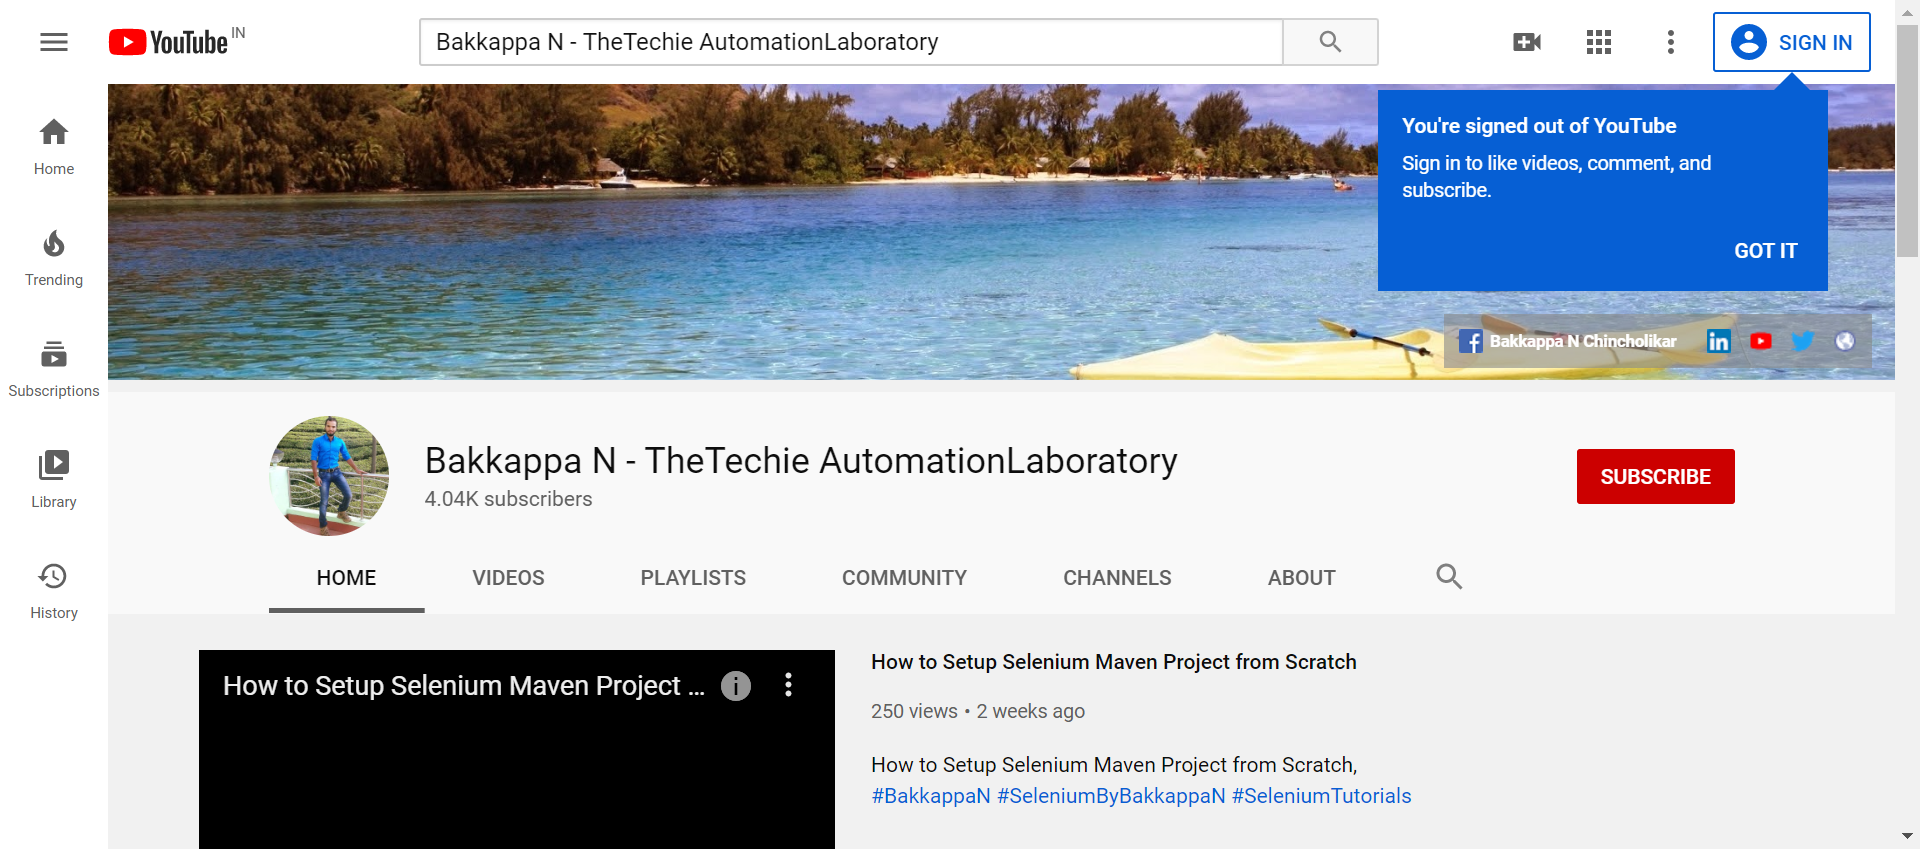 YouTube IN
Bakkappa N - TheTechie AutomationLaboratory
SIGN IN
Home
Trending
Subscriptions
Library
History
You're signed out of YouTube
Sign in to like videos, comment, and
subscribe.
GOT IT
Bakkappa N Chincholikar
Bakkappa N - TheTechie AutomationLaboratory
4.04K subscribers
SUBSCRIBE
HOME VIDEOS PLAYLISTS COMMUNITY CHANNELS ABOUT
How to Setup Selenium Maven Project ...
How to Setup Selenium Maven Project from Scratch
250 views • 2 weeks ago
How to Setup Selenium Maven Project from Scratch,
#BakkappaN #SeleniumByBakkappaN #SeleniumTutorials